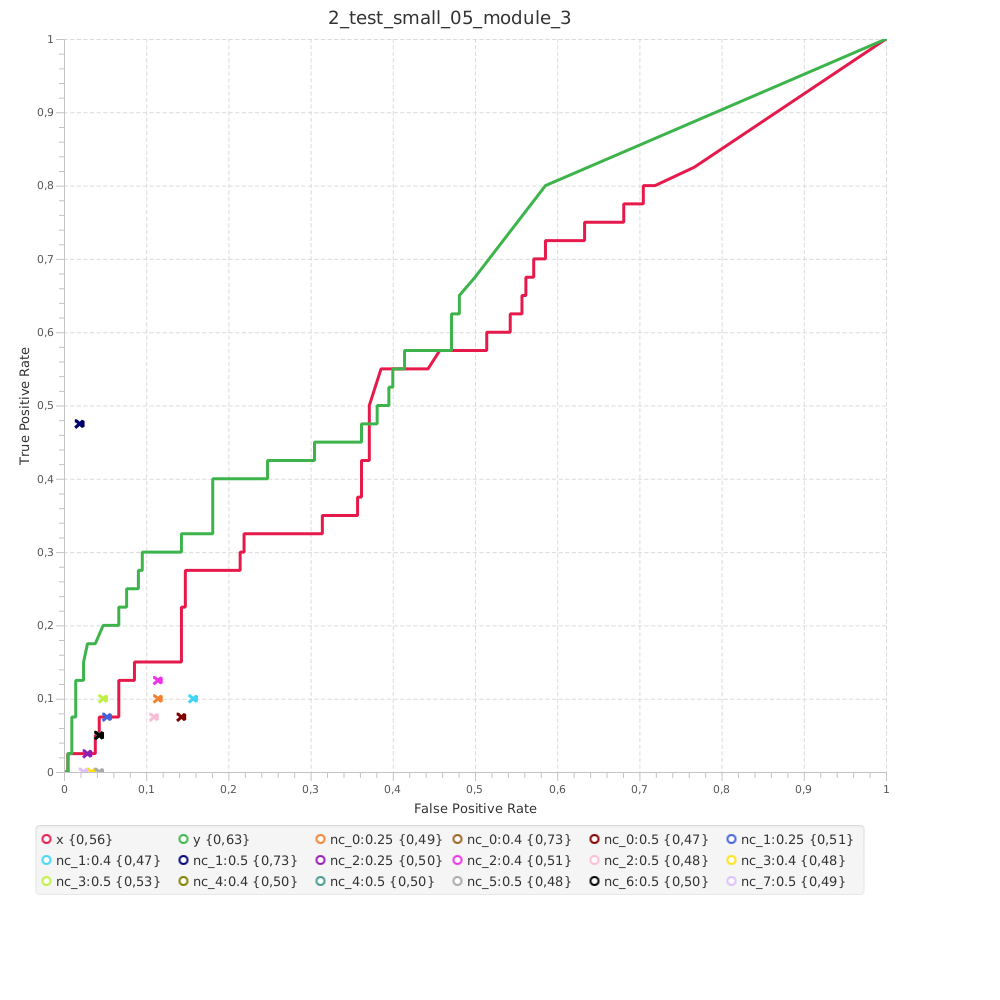 2_test_small_05_module_3
1
0,9
0,8
0,7
0,6
0,5
0,4
0,3
0,2
0,1
0
True Positive Rate
0 0,1 0,2 0,3 0,4 0,5 0,6 0,7 0,8 0,9 1
False Positive Rate
x {0,56} y {0,63} nc_0:0.25 {0,49} nc_0:0.4 {0,73} nc_0:0.5 {0,47} nc_1:0.25 {0,51}
nc_1:0.4 {0,47} nc_1:0.5 {0,73} nc_2:0.25 {0,50} nc_2:0.4 {0,51} nc_2:0.5 {0,48} nc_3:0.4 {0,48}
nc_3:0.5 {0,53} nc_4:0.4 {0,50} nc_4:0.5 {0,50} nc_5:0.5 {0,48} nc_6:0.5 {0,50} nc_7:0.5 {0,49}